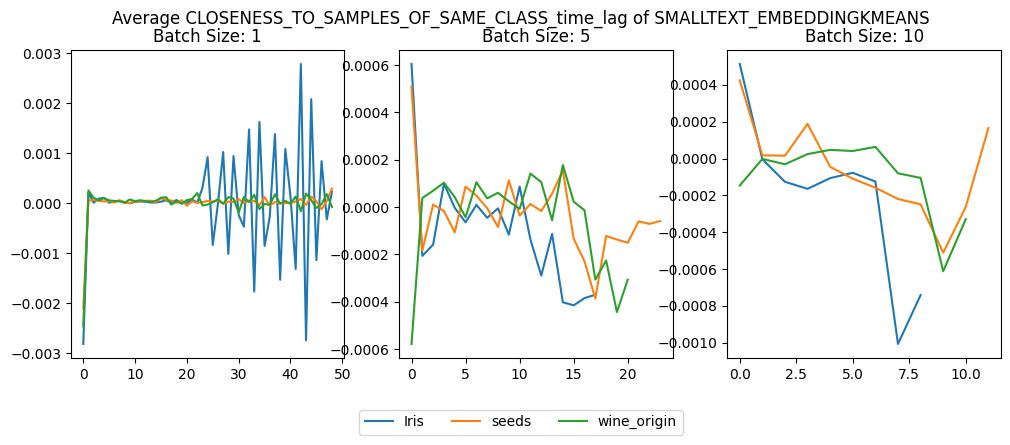 Average CLOSENESS_TO_SAMPLES_OF_SAME_CLASS_time_lag of SMALLTEXT_EMBEDDINGKMEANS
Batch Size: 1
0.003
0.002
0.001
0.000
−0.001
−0.002
−0.003
0 10 20 30 40 50
Batch Size: 5
0.0006
0.0004
0.0002
0.0000
−0.0002
−0.0004
−0.0006
0 5 10 15 20
Batch Size: 10
0.0004
0.0002
0.0000
−0.0002
−0.0004
−0.0006
−0.0008
−0.0010
0.0 2.5 5.0 7.5 10.0
Iris seeds wine_origin